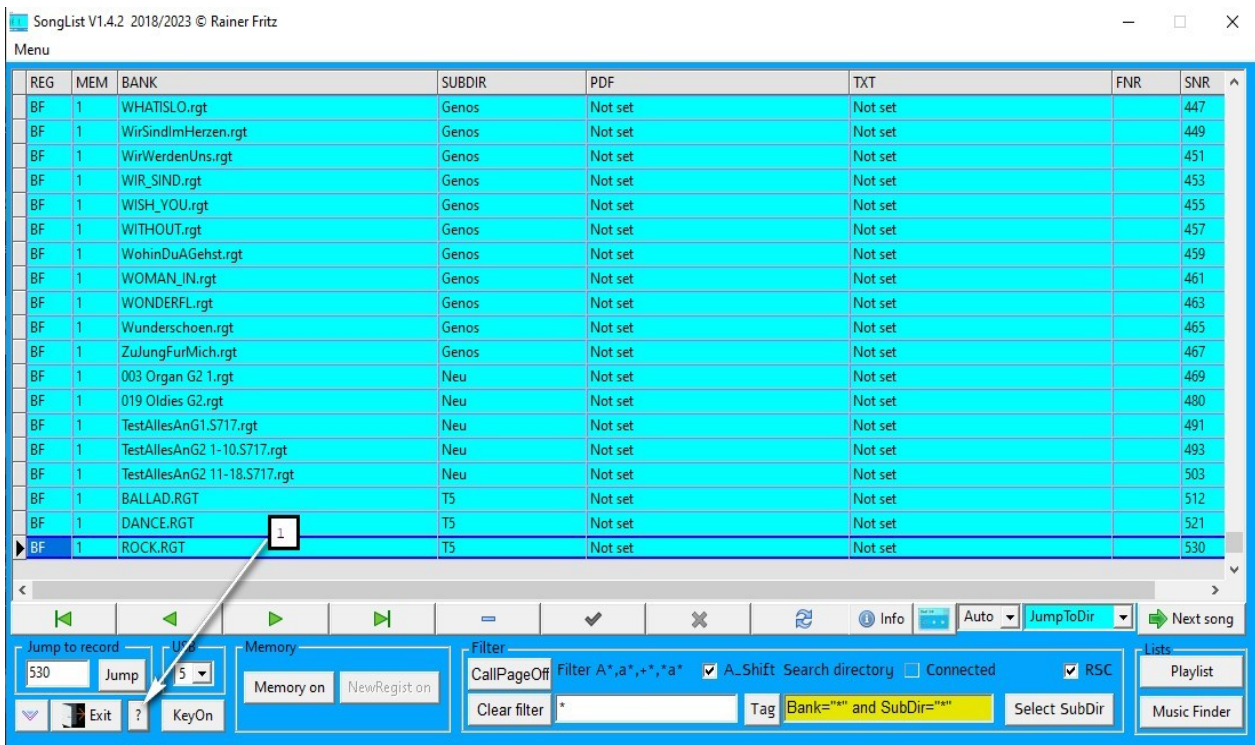 SongList V1.4.2 2018/2023 © Rainer Fritz
Menu
REG MEM BANK SUBDIR PDF TXT FNR SNR
BF 1 WHATISLO.rgt Genos Not set Not set 447
BF 1 WirSindImHerzen.rgt Genos Not set Not set 449
BF 1 WirWerdenUns.rgt Genos Not set Not set 451
BF 1 WIR_SIND.rgt Genos Not set Not set 453
BF 1 WISH_YOU.rgt Genos Not set Not set 455
BF 1 WITHOUT.rgt Genos Not set Not set 457
BF 1 WohinDuAGehst.rgt Genos Not set Not set 459
BF 1 WOMAN_IN.rgt Genos Not set Not set 461
BF 1 WONDERFL.rgt Genos Not set Not set 463
BF 1 Wunderschoen.rgt Genos Not set Not set 465
BF 1 ZuJungFurMich.rgt Genos Not set Not set 467
BF 1 003 Organ G2 1.rgt Neu Not set Not set 469
BF 1 019 Oldies G2.rgt Neu Not set Not set 480
BF 1 TestAllesAnG1.S717.rgt Neu Not set Not set 491
BF 1 TestAllesAnG2 1-10.S717.rgt Neu Not set Not set 493
BF 1 TestAllesAnG2 11-18.S717.rgt Neu Not set Not set 503
BF 1 BALLAD.RGT T5 Not set Not set 512
BF 1 DANCE.RGT T5 Not set Not set 521
1
BF 1 ROCK.RGT T5 Not set Not set 530
Info Auto JumpToDir Next song
Jump to record USB Memory Filter Lists
530 Jump 5 Memory on NewRegist on CallPageOff Filter A*,a*,+*,*a* A_Shift Search directory Connected RSC Playlist
Exit ? KeyOn Clear filter * Tag Bank="*" and SubDir="*" Select SubDir Music Finder